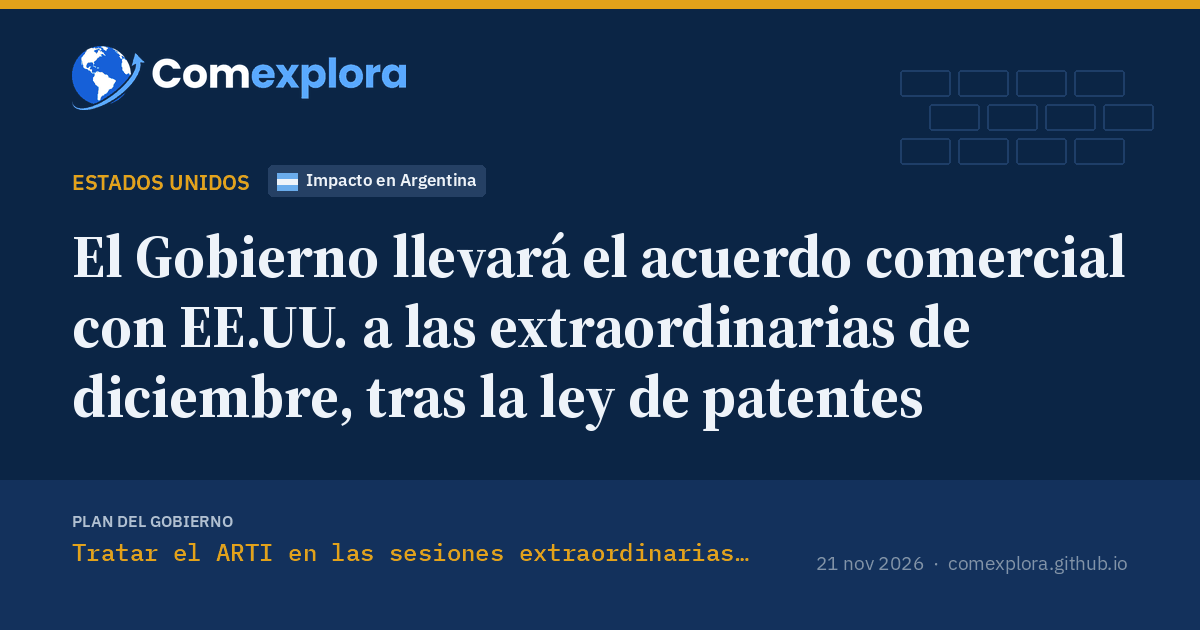 Comexplora
ESTADOS UNIDOS
Impacto en Argentina
El Gobierno llevará el acuerdo comercial
con EE.UU. a las extraordinarias de
diciembre, tras la ley de patentes
PLAN DEL GOBIERNO
Tratar el ARTI en las sesiones extraordinarias…
21 nov 2026 · comexplora.github.io